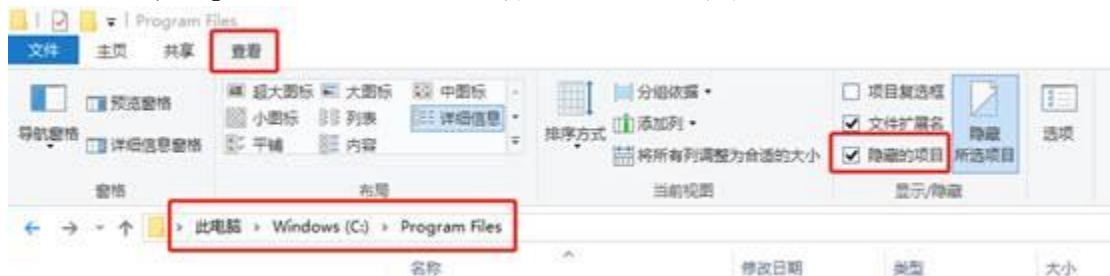 Program Files
文件 主页 共享 查看
预览窗格
导航窗格
详细信息窗格
窗格
超大图标 大图标 中图标
小图标 列表 详细信息
平铺 内容
布局
排序方式
分组依据
添加列
将所有列调整为合适的大小
当前视图
项目复选框
文件扩展名
隐藏的项目
隐藏
所选项目
显示/隐藏
选项
此电脑 > Windows (C:) > Program Files
名称 修改日期 类型 大小